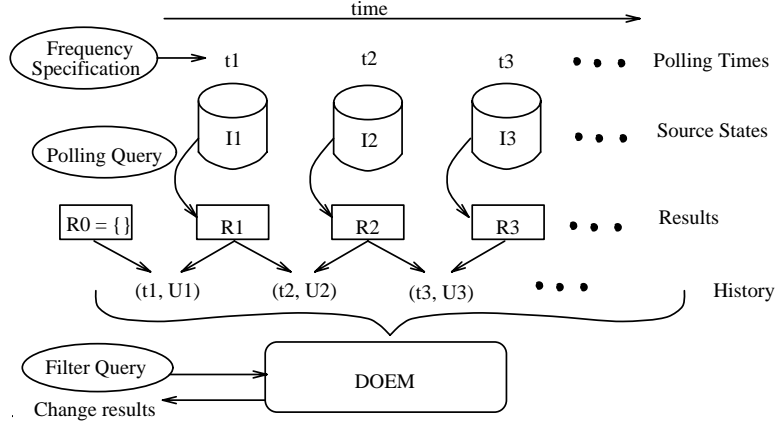 time
Frequency
Specification
t1 t2 t3 Polling Times
I1 I2 I3 Source States
Polling Query
R0 = {} R1 R2 R3 Results
(t1, U1) (t2, U2) (t3, U3) History
Filter Query
DOEM
Change results